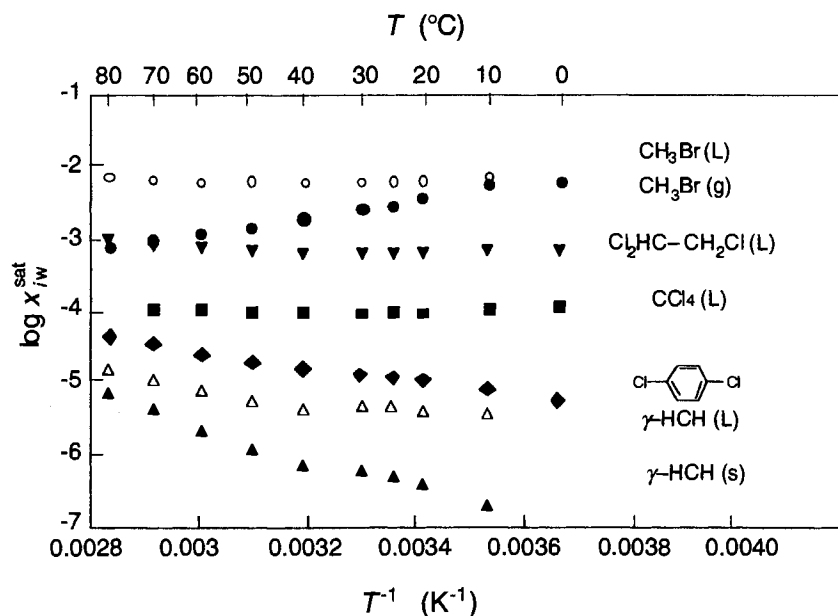 T (°C)
80 70 60 50 40 30 20 10 0
-1
-2
-3
-4
-5
-6
-7
log x sat iw
CH₃Br (L)
CH₃Br (g)
Cl₂HC–CH₂Cl (L)
CCl₄ (L)
Cl Cl
γ–HCH (L)
γ–HCH (s)
0.0028 0.003 0.0032 0.0034 0.0036 0.0038 0.0040
T⁻¹ (K⁻¹)